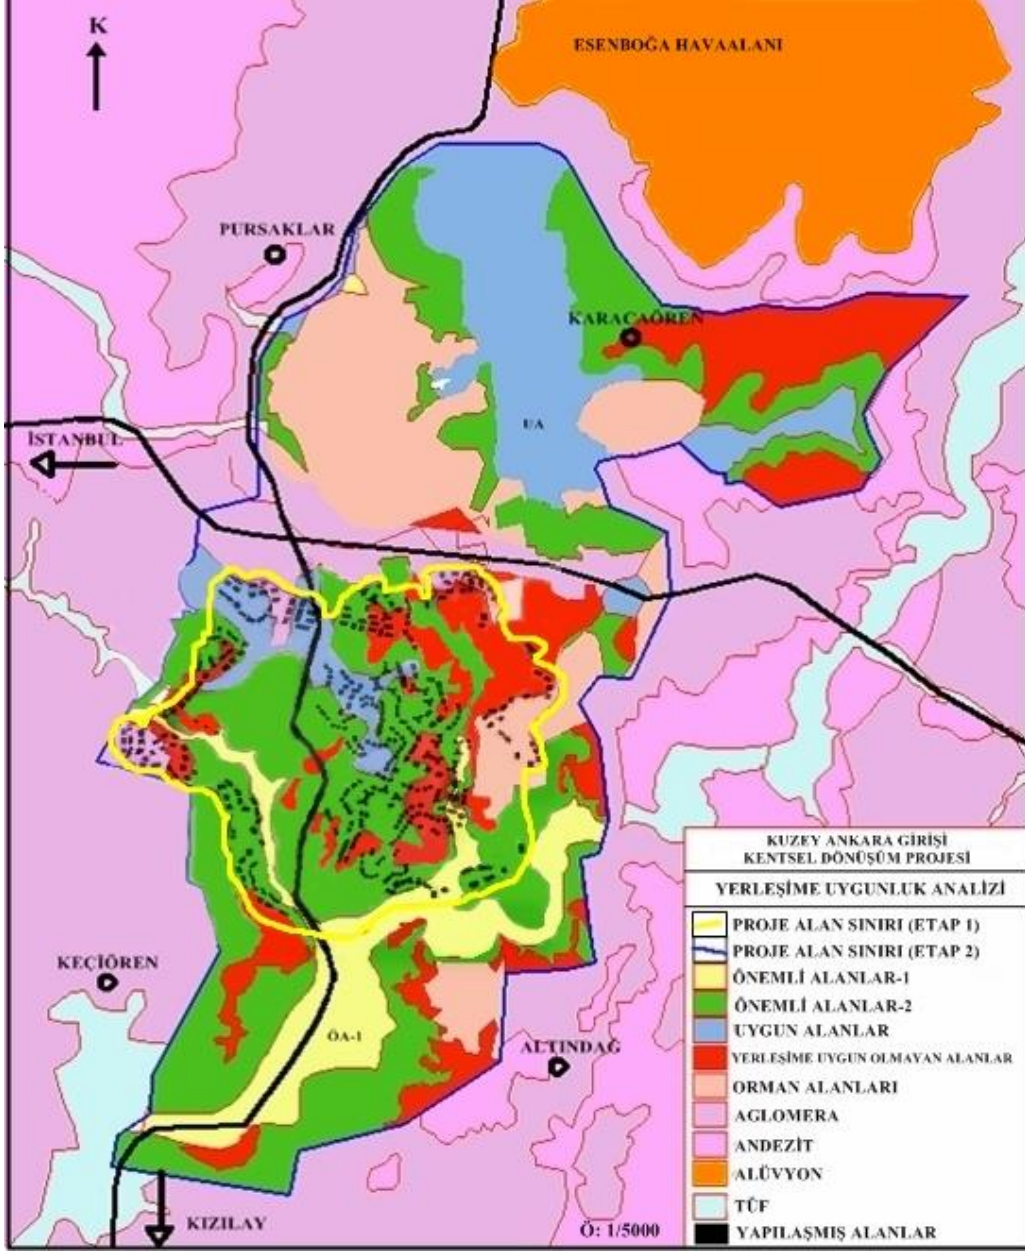 K
ESENBOĞA HAVAALANI
PURSAKLAR
KARACAÖREN
UA
İSTANBUL
KEÇİÖREN
ÖA-1
ALTINDAĞ
KIZILAY
Ö: 1/5000
KUZEY ANKARA GİRİŞİ
KENTSEL DÖNÜŞÜM PROJESİ
YERLEŞİME UYGUNLUK ANALİZİ
PROJE ALAN SINIRI (ETAP 1)
PROJE ALAN SINIRI (ETAP 2)
ÖNEMLİ ALANLAR-1
ÖNEMLİ ALANLAR-2
UYGUN ALANLAR
YERLEŞİME UYGUN OLMAYAN ALANLAR
ORMAN ALANLARI
AGLOMERA
ANDEZİT
ALÜVYON
TÜF
YAPILAŞMIŞ ALANLAR